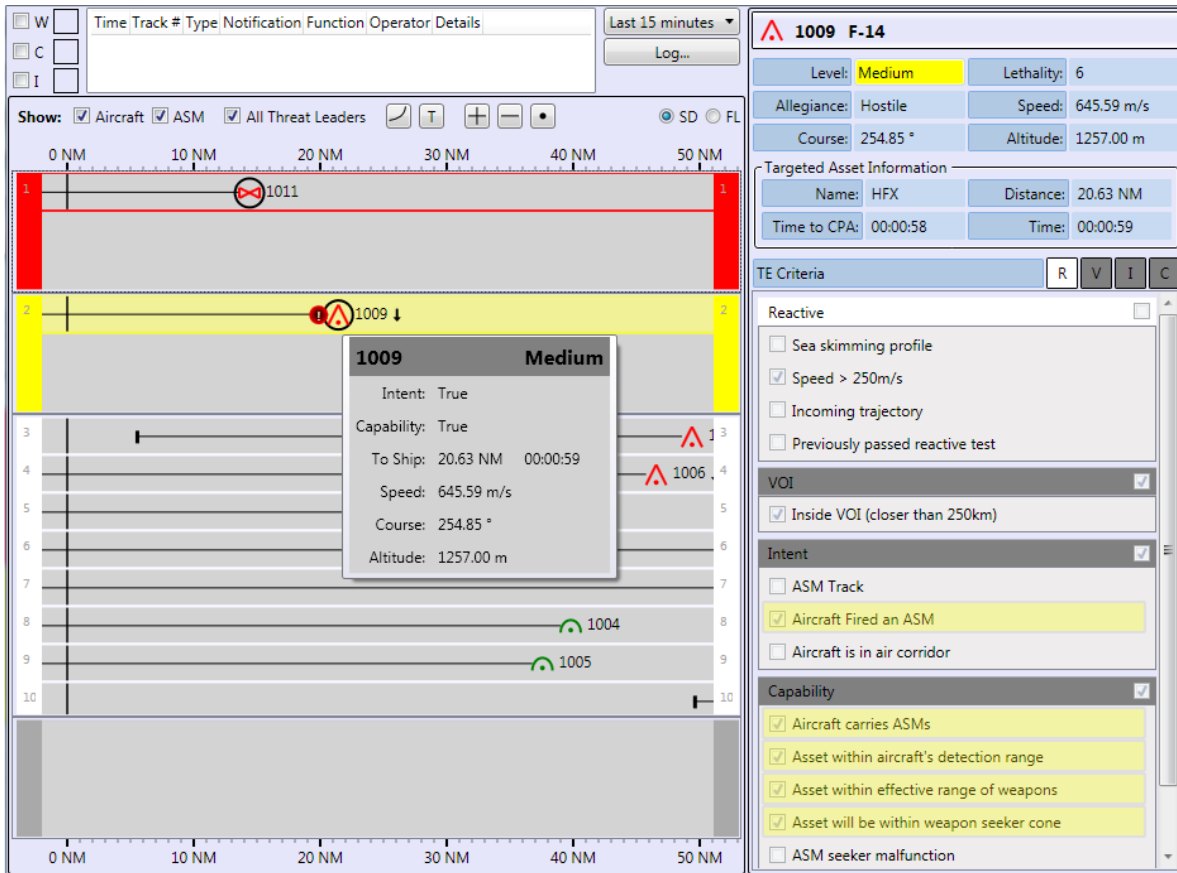 W
C
I
Time Track # Type Notification Function Operator Details
Last 15 minutes
Log...
Show: Aircraft ASM All Threat Leaders T SD FL
0 NM 10 NM 20 NM 30 NM 40 NM 50 NM
1 1011 1
2 1009 2
1009 Medium
Intent: True
Capability: True
To Ship: 20.63 NM 00:00:59
Speed: 645.59 m/s
Course: 254.85 °
Altitude: 1257.00 m
3 3
4 1006 4
5 5
6 6
7 7
8 1004 8
9 1005 9
10 10
0 NM 10 NM 20 NM 30 NM 40 NM 50 NM
1009 F-14
Level: Medium Lethality: 6
Allegiance: Hostile Speed: 645.59 m/s
Course: 254.85 ° Altitude: 1257.00 m
Targeted Asset Information
Name: HFX Distance: 20.63 NM
Time to CPA: 00:00:58 Time: 00:00:59
TE Criteria R V I C
Reactive
Sea skimming profile
Speed > 250m/s
Incoming trajectory
Previously passed reactive test
VOI
Inside VOI (closer than 250km)
Intent
ASM Track
Aircraft Fired an ASM
Aircraft is in air corridor
Capability
Aircraft carries ASMs
Asset within aircraft's detection range
Asset within effective range of weapons
Asset will be within weapon seeker cone
ASM seeker malfunction